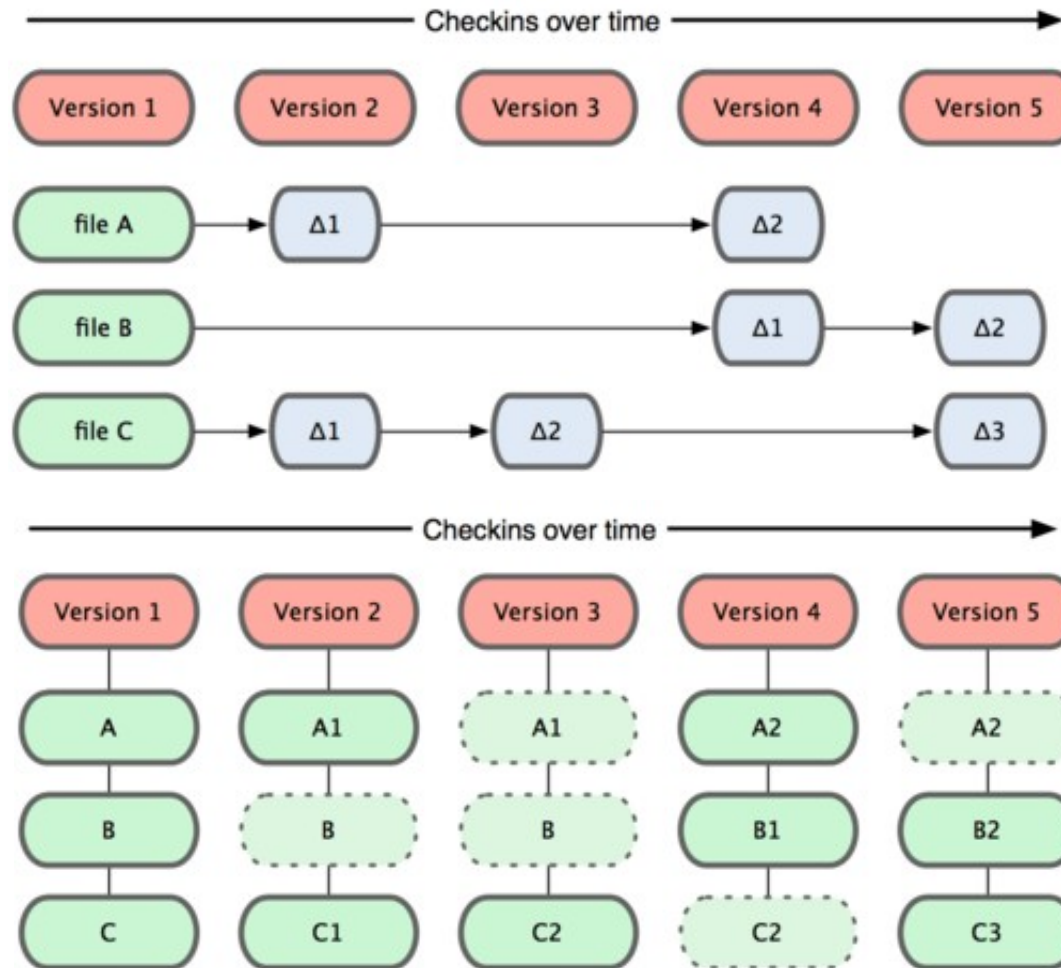 Checkins over time
Version 1 Version 2 Version 3 Version 4 Version 5
file A Δ1 Δ2
file B Δ1 Δ2
file C Δ1 Δ2 Δ3
Checkins over time
Version 1 Version 2 Version 3 Version 4 Version 5
A A1 A1 A2 A2
B B B B1 B2
C C1 C2 C2 C3